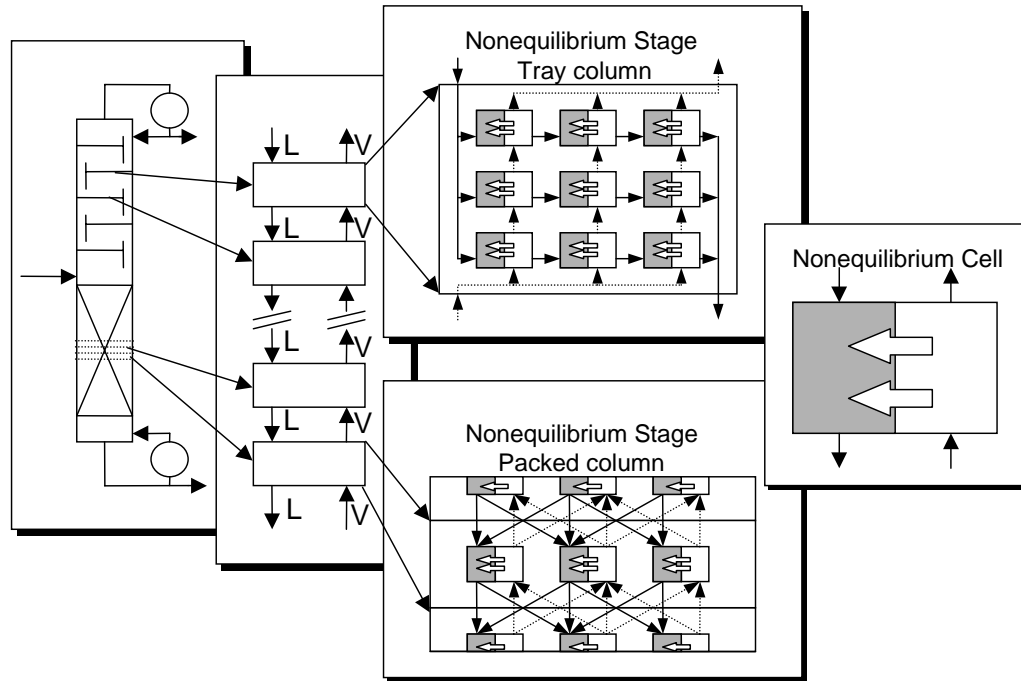 L
V
L
V
L
V
L
V
L
V
Nonequilibrium Stage
Tray column
Nonequilibrium Stage
Packed column
Nonequilibrium Cell